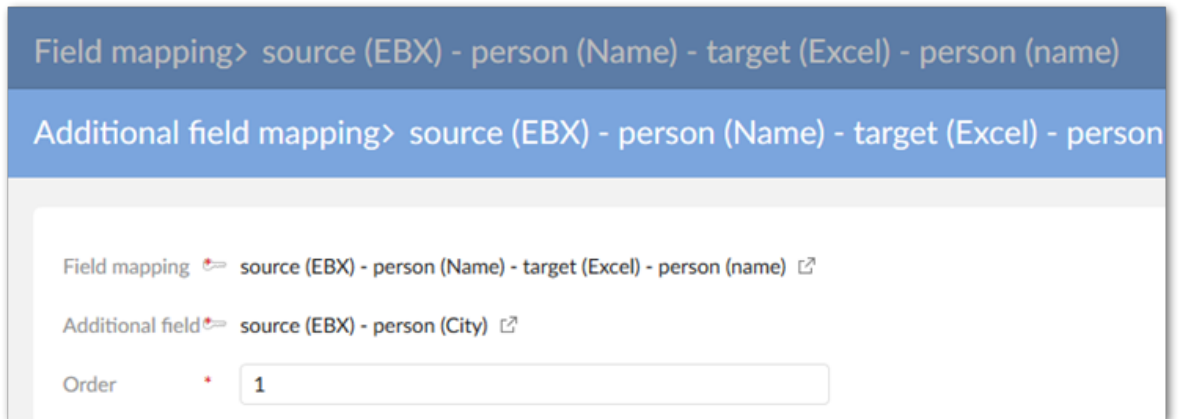 Field mapping> source (EBX) - person (Name) - target (Excel) - person (name)
Additional field mapping> source (EBX) - person (Name) - target (Excel) - person
Field mapping source (EBX) - person (Name) - target (Excel) - person (name)
Additional field source (EBX) - person (City)
Order * 1